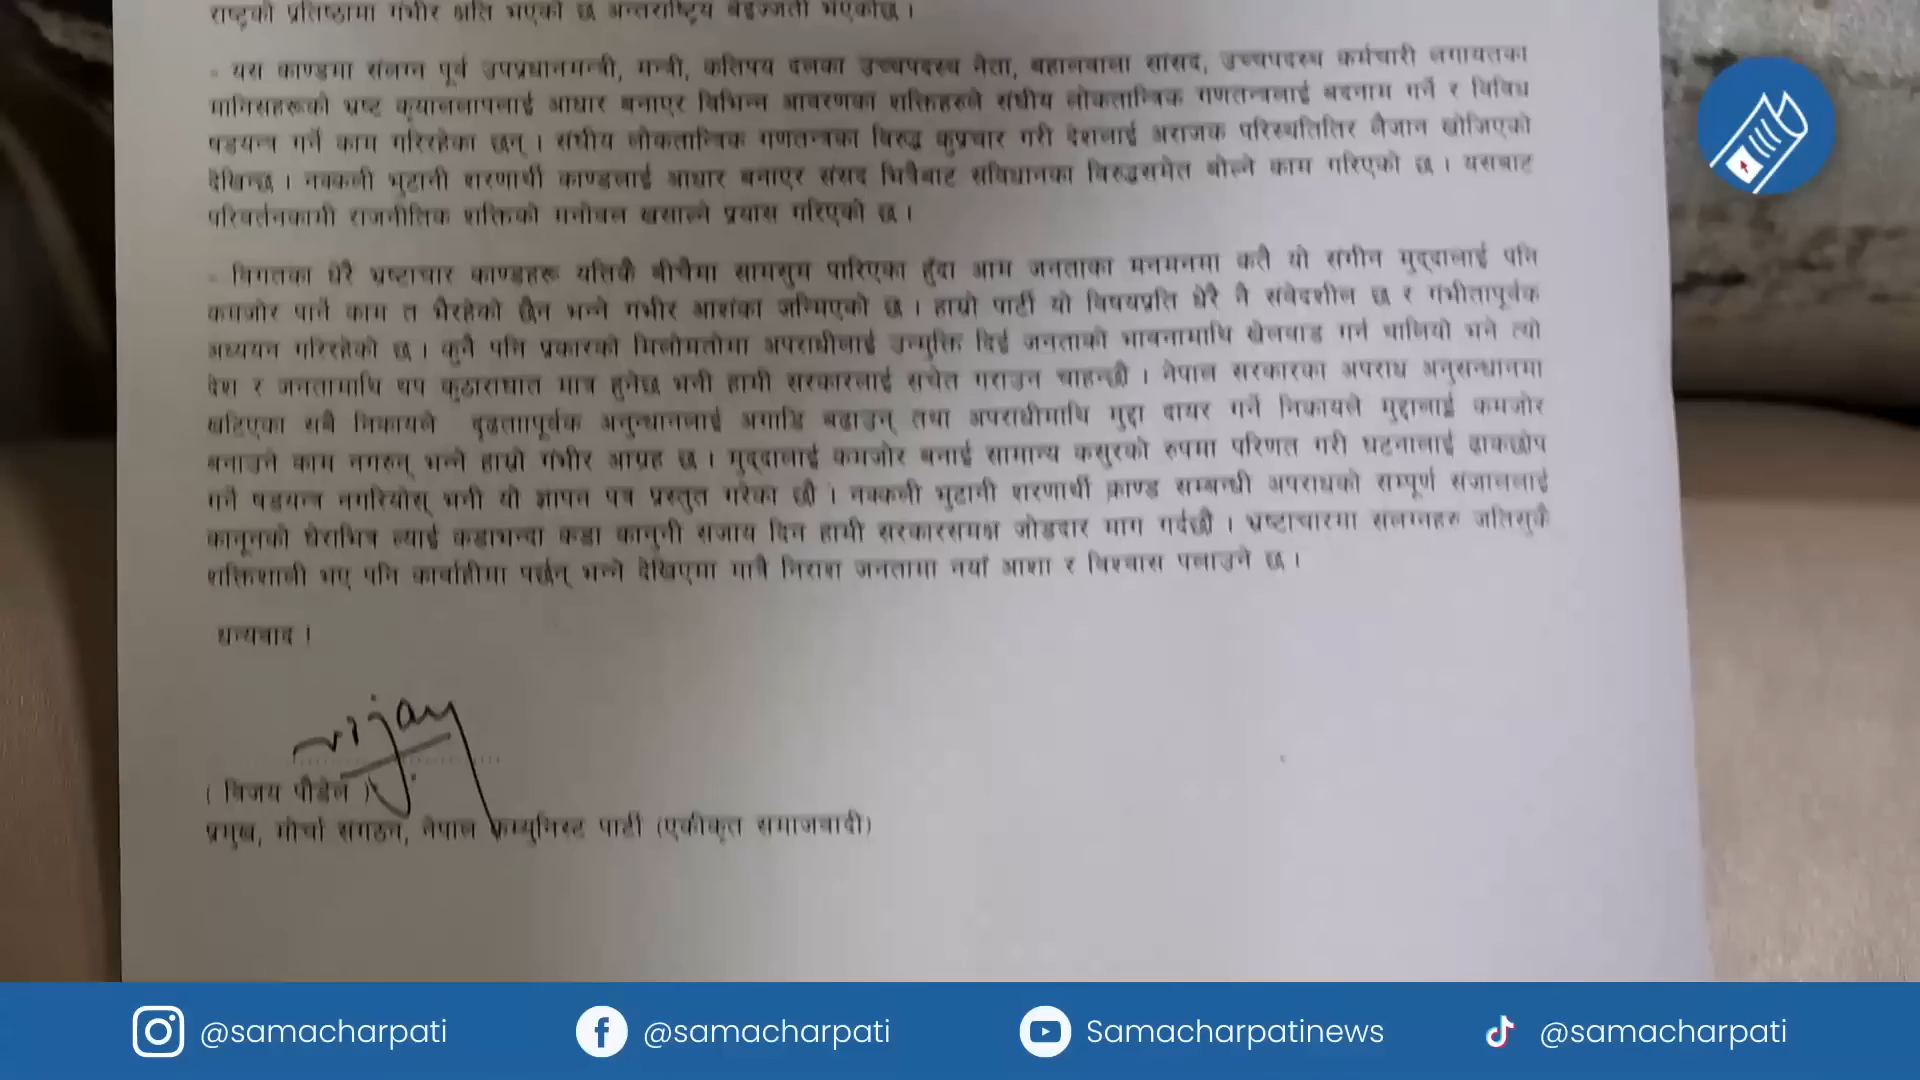 राष्ट्रको प्रतिष्ठामा गंभीर क्षति भएको छ अन्तराष्ट्रिय बेइज्जती भएकोछ ।
- यस काण्डमा संलग्न पूर्व उपप्रधानमन्त्री, मन्त्री, कतिपय दलका उच्चपदस्थ नेता, बहालवाला सांसद, उच्चपदस्थ कर्मचारी लगायतका
मानिसहरूको भ्रष्ट कृयाललापलाई आधार बनाएर विभिन्न आवरणका शक्तिहरुले संघीय लोकतान्त्रिक गणतन्त्रलाई बदनाम गर्ने र विविध
षडयन्त्र गर्ने काम गरिरहेका छन् । संघीय लोकतान्त्रिक गणतन्त्रका विरुद्ध कुप्रचार गरी देशलाई अराजक परिस्थतितिर लैजान खोजिएको
देखिन्छ । नक्कली भुटानी शरणार्थी काण्डलाई आधार बनाएर संसद भित्रैबाट संविधानका विरुद्धसमेत बोल्ने काम गरिएको छ । यसबाट
परिवर्तनकामी राजनीतिक शक्तिको मनोबल खसाल्ने प्रयास गरिएको छ ।
- विगतका धेरै भ्रष्टाचार काण्डहरू यत्तिकै बीचैमा सामसुम पारिएका हुँदा आम जनताका मनमनमा कतै यो संगीन मुद्दालाई पनि
कमजोर पार्ने काम त भैरहेको छैन भन्ने गंभीर आशंका जन्मिएको छ । हाम्रो पार्टी यो विषयप्रति धेरै नै संवेदशील छ र गंभीतापूर्वक
अध्ययन गरिरहेको छ । कुनै पनि प्रकारको मिलोमतोमा अपराधीलाई उन्मुक्ति दिई जनताको भावनामाथि खेलवाड गर्न थालियो भने त्यो
देश र जनतामाथि थप कुठाराघात मात्र हुनेछ भनी हामी सरकारलाई सचेत गराउन चाहन्छौ । नेपाल सरकारका अपराध अनुसन्धानमा
खटिएका सबै निकायले दृढतापूर्वक अनुन्धानलाई अगाडि बढाउन् तथा अपराधीमाथि मुद्दा दायर गर्ने निकायले मुद्दालाई कमजोर
बनाउने काम नगरुन् भन्ने हाम्रो गंभीर आग्रह छ । मुद्दालाई कमजोर बनाई सामान्य कसुरको रुपमा परिणत गरी घटनालाई ढाकछोप
गर्ने षडयन्त्र नगरियोस् भनी यो ज्ञापन पत्र प्रस्तुत गरेका छौ । नक्कली भुटानी शरणार्थी काण्ड सम्बन्धी अपराधको सम्पूर्ण संजाललाई
कानूनको घेराभित्र ल्याई कडाभन्दा कडा कानुनी सजाय दिन हामी सरकारसमक्ष जोडदार माग गर्दछौ । भ्रष्टाचारमा संलग्नहरु जतिसुकै
शक्तिशाली भए पनि कार्वाहीमा पर्छन् भन्ने देखिएमा मात्रै निराश जनतामा नयाँ आशा र विश्वास पलाउने छ ।
धन्यवाद ।
vijay
( विजय पौडेल )
प्रमुख, मोर्चा संगठन, नेपाल कम्युनिस्ट पार्टी (एकीकृत समाजवादी)
@samacharpati @samacharpati Samacharpatinews @samacharpati